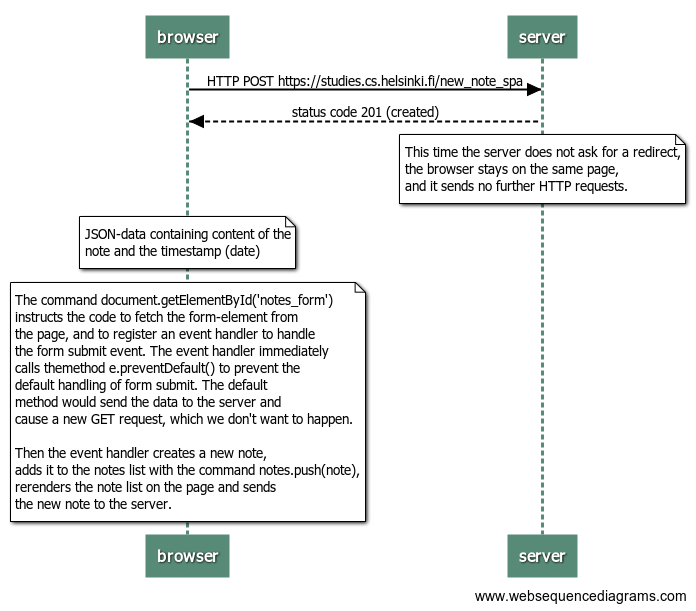 browser
server
HTTP POST https://studies.cs.helsinki.fi/new_note_spa
status code 201 (created)
This time the server does not ask for a redirect,
the browser stays on the same page,
and it sends no further HTTP requests.
JSON-data containing content of the
note and the timestamp (date)
The command document.getElementById('notes_form')
instructs the code to fetch the form-element from
the page, and to register an event handler to handle
the form submit event. The event handler immediately
calls themethod e.preventDefault() to prevent the
default handling of form submit. The default
method would send the data to the server and
cause a new GET request, which we don't want to happen.
Then the event handler creates a new note,
adds it to the notes list with the command notes.push(note),
rerenders the note list on the page and sends
the new note to the server.
browser
server
www.websequencediagrams.com